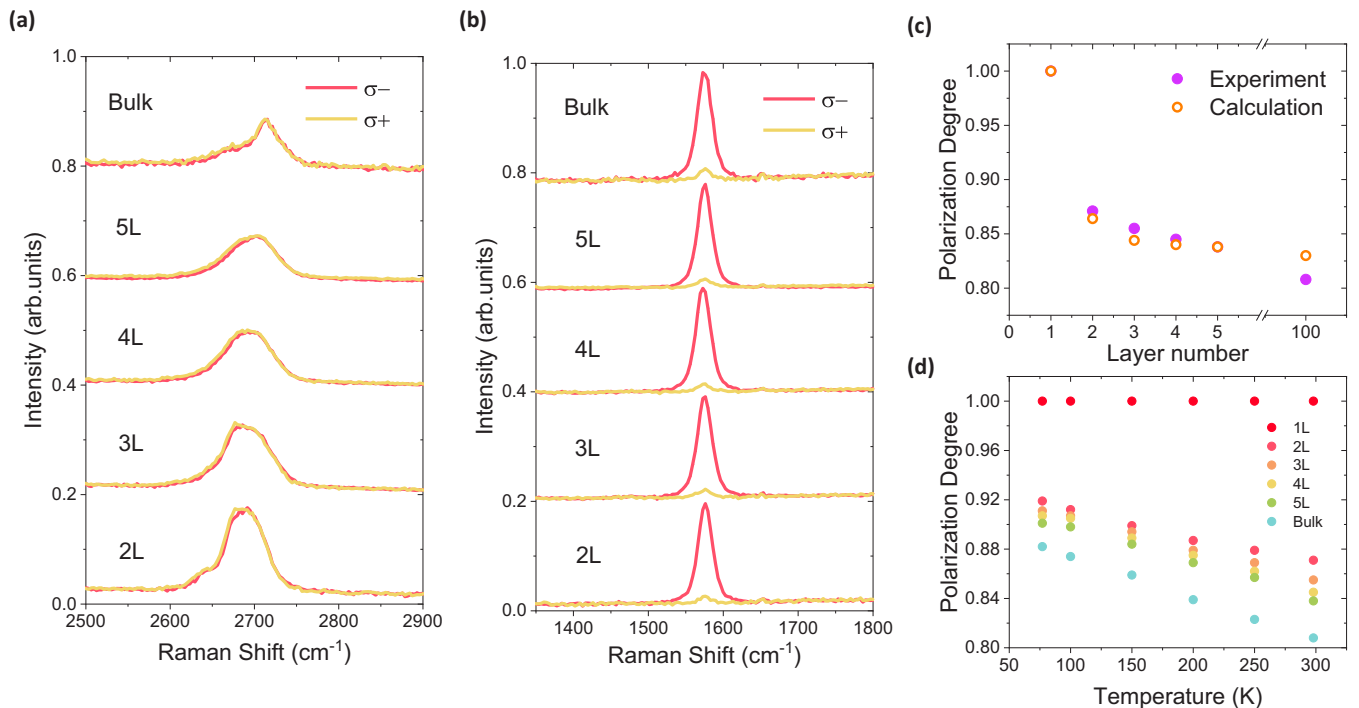 (a)
1.0
0.8
0.6
0.4
0.2
0.0
Intensity (arb.units)
Bulk
σ−
σ+
5L
4L
3L
2L
2500 2600 2700 2800 2900
Raman Shift (cm-1)
(b)
1.0
0.8
0.6
0.4
0.2
0.0
Intensity (arb.units)
Bulk
σ−
σ+
5L
4L
3L
2L
1400 1500 1600 1700 1800
Raman Shift (cm-1)
(c)
1.00
0.95
0.90
0.85
0.80
Polarization Degree
Experiment
Calculation
0 1 2 3 4 5 100
Layer number
(d)
1.00
0.96
0.92
0.88
0.84
0.80
Polarization Degree
1L
2L
3L
4L
5L
Bulk
50 100 150 200 250 300
Temperature (K)